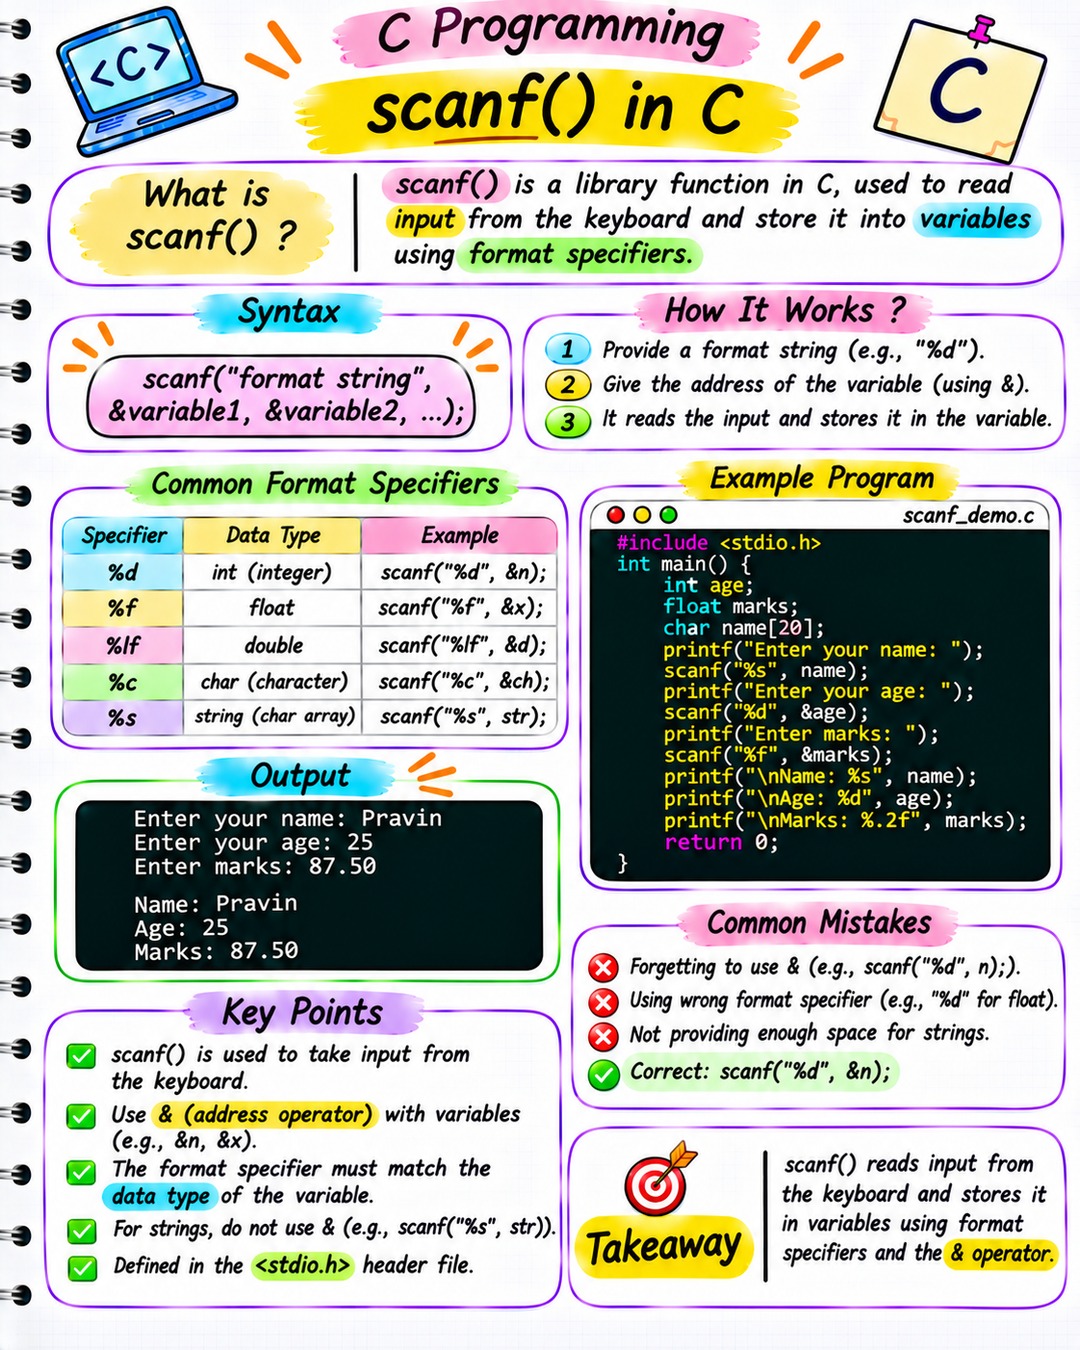 <C>
C Programming
scanf() in C
C
What is
scanf() ?
scanf() is a library function in C, used to read
input from the keyboard and store it into variables
using format specifiers.
Syntax
scanf("format string",
&variable1, &variable2, ...);
How It Works ?
1 Provide a format string (e.g., "%d").
2 Give the address of the variable (using &).
3 It reads the input and stores it in the variable.
Common Format Specifiers
Specifier Data Type Example
%d int (integer) scanf("%d", &n);
%f float scanf("%f", &x);
%lf double scanf("%lf", &d);
%c char (character) scanf("%c", &ch);
%s string (char array) scanf("%s", str);
Example Program
scanf_demo.c
#include <stdio.h>
int main() {
int age;
float marks;
char name[20];
printf("Enter your name: ");
scanf("%s", name);
printf("Enter your age: ");
scanf("%d", &age);
printf("Enter marks: ");
scanf("%f", &marks);
printf("\nName: %s", name);
printf("\nAge: %d", age);
printf("\nMarks: %.2f", marks);
return 0;
}
Output
Enter your name: Pravin
Enter your age: 25
Enter marks: 87.50
Name: Pravin
Age: 25
Marks: 87.50
Common Mistakes
Forgetting to use & (e.g., scanf("%d", n);).
Using wrong format specifier (e.g., "%d" for float).
Not providing enough space for strings.
Correct: scanf("%d", &n);
Key Points
scanf() is used to take input from
the keyboard.
Use & (address operator) with variables
(e.g., &n, &x).
The format specifier must match the
data type of the variable.
For strings, do not use & (e.g., scanf("%s", str)).
Defined in the <stdio.h> header file.
Takeaway
scanf() reads input from
the keyboard and stores it
in variables using format
specifiers and the & operator.